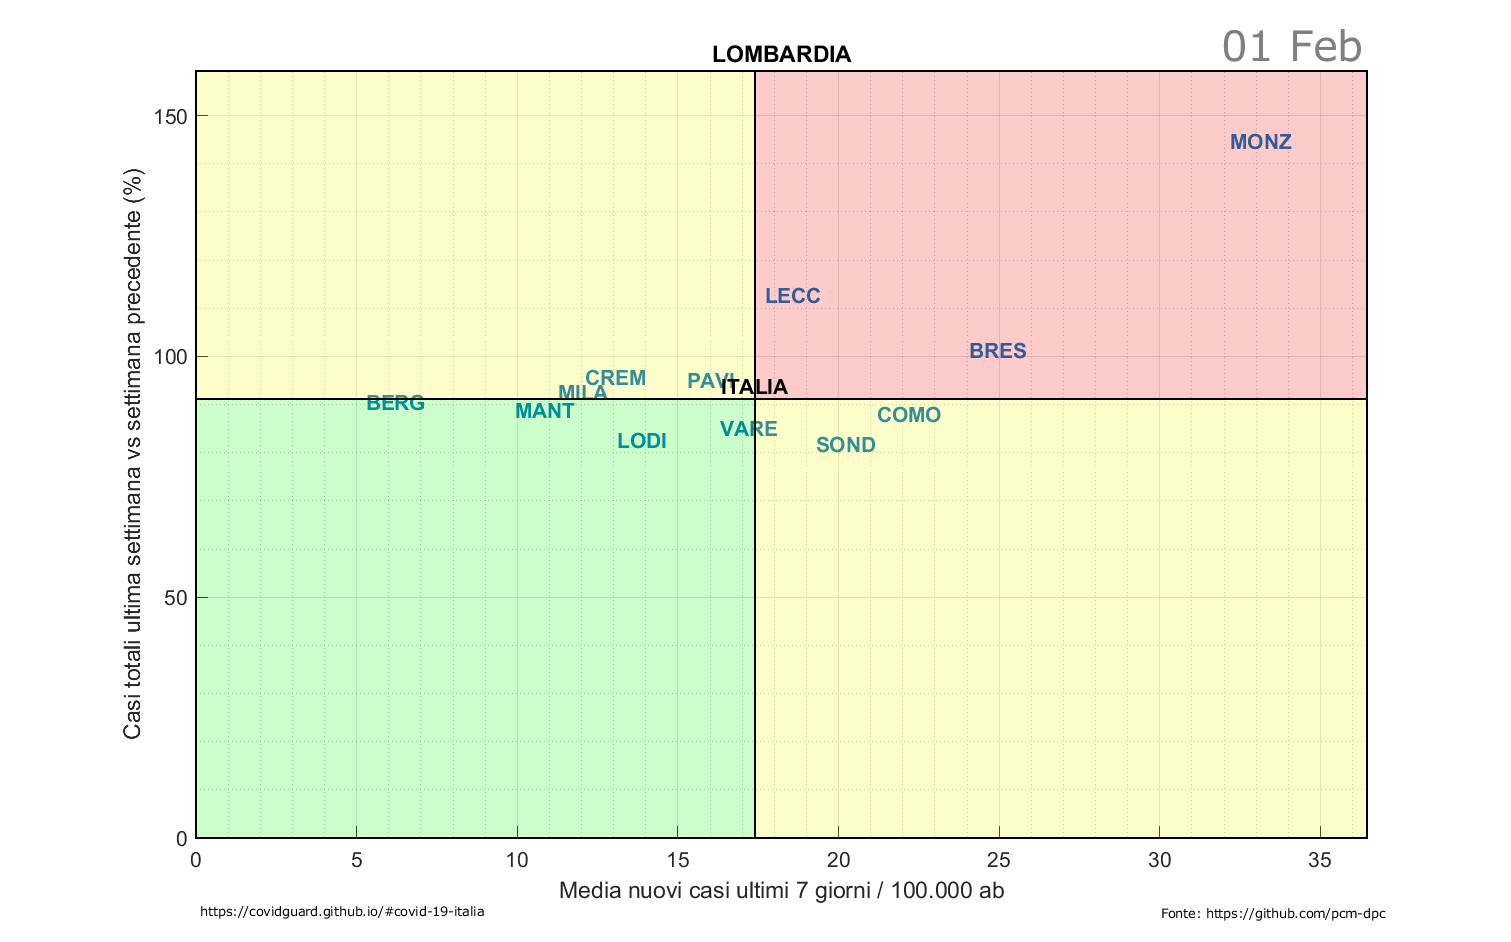 01 Feb
LOMBARDIA
150
MONZ
LECC
100
BRES
CREM
PAVI
ITALIA
MILA
BERG
MANT
COMO
VARE
LODI
SOND
50
0
0 5 10 15 20 25 30 35
Casi totali ultima settimana vs settimana precedente (%)
Media nuovi casi ultimi 7 giorni / 100.000 ab
https://covidguard.github.io/#covid-19-italia
Fonte: https://github.com/pcm-dpc